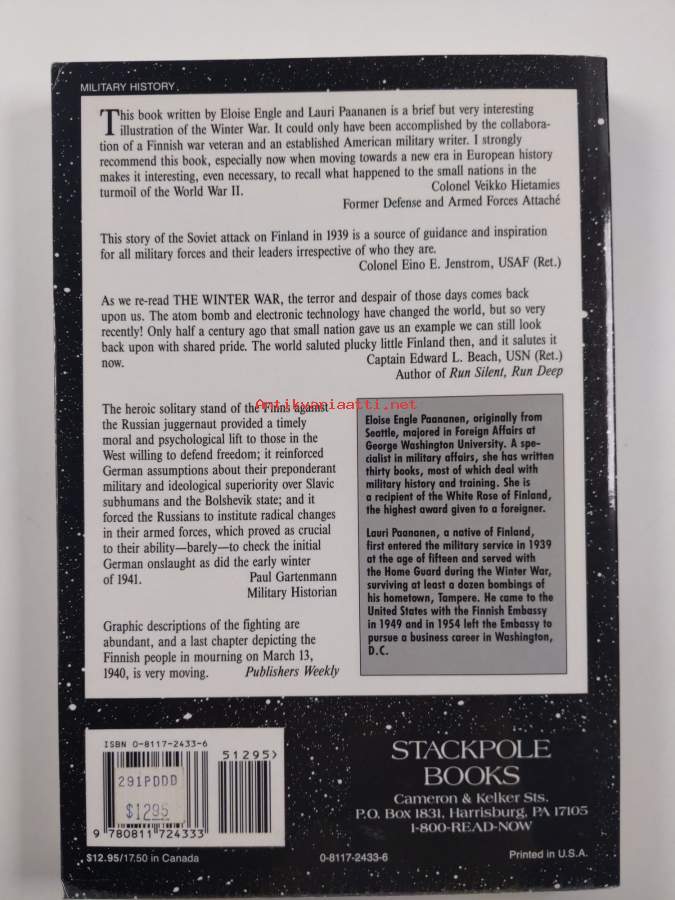 MILITARY HISTORY
This book written by Eloise Engle and Lauri Paananen is a brief but very interesting
illustration of the Winter War. It could only have been accomplished by the collabora-
tion of a Finnish war veteran and an established American military writer. I strongly
recommend this book, especially now when moving towards a new era in European history
makes it interesting, even necessary, to recall what happened to the small nations in the
turmoil of the World War II. Colonel Veikko Hietamies
Former Defense and Armed Forces Attaché
This story of the Soviet attack on Finland in 1939 is a source of guidance and inspiration
for all military forces and their leaders irrespective of who they are.
Colonel Eino E. Jenstrom, USAF (Ret.)
As we re-read THE WINTER WAR, the terror and despair of those days comes back
upon us. The atom bomb and electronic technology have changed the world, but so very
recently! Only half a century ago that small nation gave us an example we can still look
back upon with shared pride. The world saluted plucky little Finland then, and it salutes it
now. Captain Edward L. Beach, USN (Ret.)
Author of Run Silent, Run Deep
Antikvariaatti.net
The heroic solitary stand of the Finns against
the Russian juggernaut provided a timely
moral and psychological lift to those in the
West willing to defend freedom; it reinforced
German assumptions about their preponderant
military and ideological superiority over Slavic
subhumans and the Bolshevik state; and it
forced the Russians to institute radical changes
in their armed forces, which proved as crucial
to their ability—barely—to check the initial
German onslaught as did the early winter
of 1941. Paul Gartenmann
Military Historian
Graphic descriptions of the fighting are
abundant, and a last chapter depicting the
Finnish people in mourning on March 13,
1940, is very moving. Publishers Weekly
Eloise Engle Paananen, originally from
Seattle, majored in Foreign Affairs at
George Washington University. A spe-
cialist in military affairs, she has written
thirty books, most of which deal with
military history and training. She is
a recipient of the White Rose of Finland,
the highest award given to a foreigner.
Lauri Paananen, a native of Finland,
first entered the military service in 1939
at the age of fifteen and served with
the Home Guard during the Winter War,
surviving at least a dozen bombings of
his hometown, Tampere. He came to the
United States with the Finnish Embassy
in 1949 and in 1954 left the Embassy to
pursue a business career in Washington,
D.C.
ISBN 0-8117-2433-6
51295>
291PDDD
$1295
9 780811 724333
$12.95/17.50 in Canada
STACKPOLE
BOOKS
Cameron & Kelker Sts.
P.O. Box 1831, Harrisburg, PA 17105
1-800-READ-NOW
0-8117-2433-6
Printed in U.S.A.